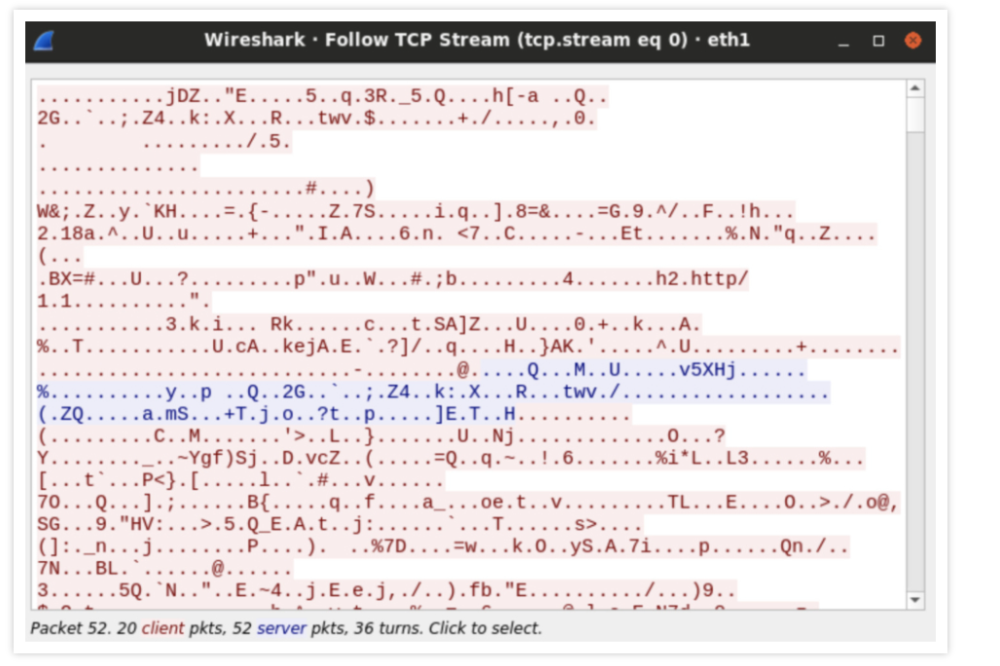 Wireshark · Follow TCP Stream (tcp.stream eq 0) · eth1
...........jDZ.."E.....5..q.3R._5.Q....h[-a ..Q..
2G..`..;.Z4..k:.X...R...twv.$.......+./.....,.0.
.         ........./.5.
..............
.......................#....)
W&;.Z..y.`KH....=.{-.....Z.7S.....i.q..].8=&....=G.9.^/..F..!h...
2.18a.^..U..u.....+...".I.A....6.n. <7..C.....-...Et.......%.N."q..Z....
(...
.BX=#...U...?.........p".u..W...#.;b.........4.......h2.http/
1.1..........".
...........3.k.i... Rk......c...t.SA]Z...U....0.+..k...A.
%..T...........U.cA..kejA.E.`.?]/..q....H..}AK.'.....^.U.........+........
...........................-........@.....Q...M..U.....v5XHj......
%..........y..p ..Q..2G..`..;.Z4..k:.X...R...twv./..................
(.ZQ.....a.mS...+T.j.o..?t..p.....]E.T..H..........
(.........C..M.......'>..L..}.......U..Nj.............O...?
Y........_..~Ygf)Sj..D.vcZ..(......=Q..q.~..!.6.......%i*L..L3......%...
[...t`...P<}.[.....l..`.#...v......
7O...Q...].;......B{.....q..f....a_...oe.t..v.........TL...E....O..>./.o@,
SG...9."HV:...>.5.Q_E.A.t..j:......`...T......s>....
(]:._n...j........P....).  ..%7D....=w...k.O..yS.A.7i....p......Qn./..
7N...BL.`......@......
3......5Q.`N.."..E.~4..j.E.e.j,./..).fb."E........../...)9..
Packet 52. 20 client pkts, 52 server pkts, 36 turns. Click to select.